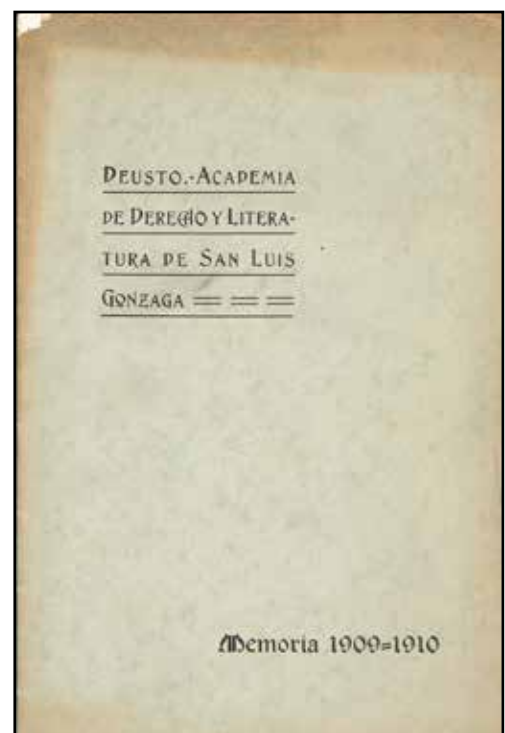 DEUSTO.-ACADEMIA
DE DERECHO Y LITERA-
TURA DE SAN LUIS
GONZAGA
Memoria 1909=1910